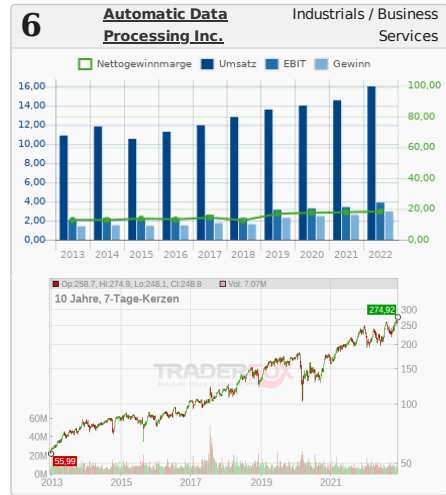 6
Automatic Data
Processing Inc.
Industrials / Business
Services
Nettogewinnmarge Umsatz EBIT Gewinn
16,00 100,00
14,00
12,00 80,00
10,00
60,00
8,00
6,00 40,00
4,00
20,00
2,00
0,00 0,00
2013 2014 2015 2016 2017 2018 2019 2020 2021 2022
Op:258.7, Hi:274.9, Lo:248.1, Cl:248.8 Vol: 7.07M
10 Jahre, 7-Tage-Kerzen
274,92
300
250
200
TRADERFOX
150
100
60M
40M
20M
0M
55,99
50
2013 2015 2017 2019 2021